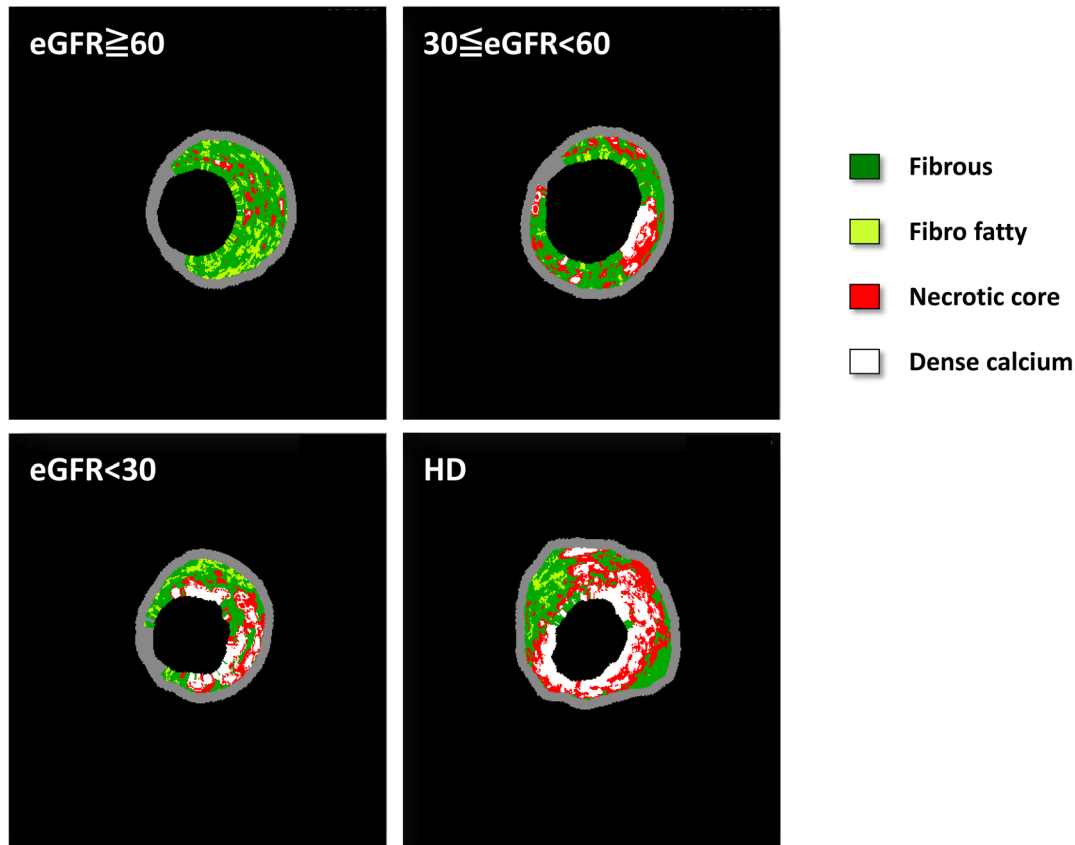 eGFR≧60
30≦eGFR<60
Fibrous
Fibro fatty
Necrotic core
Dense calcium
eGFR<30
HD